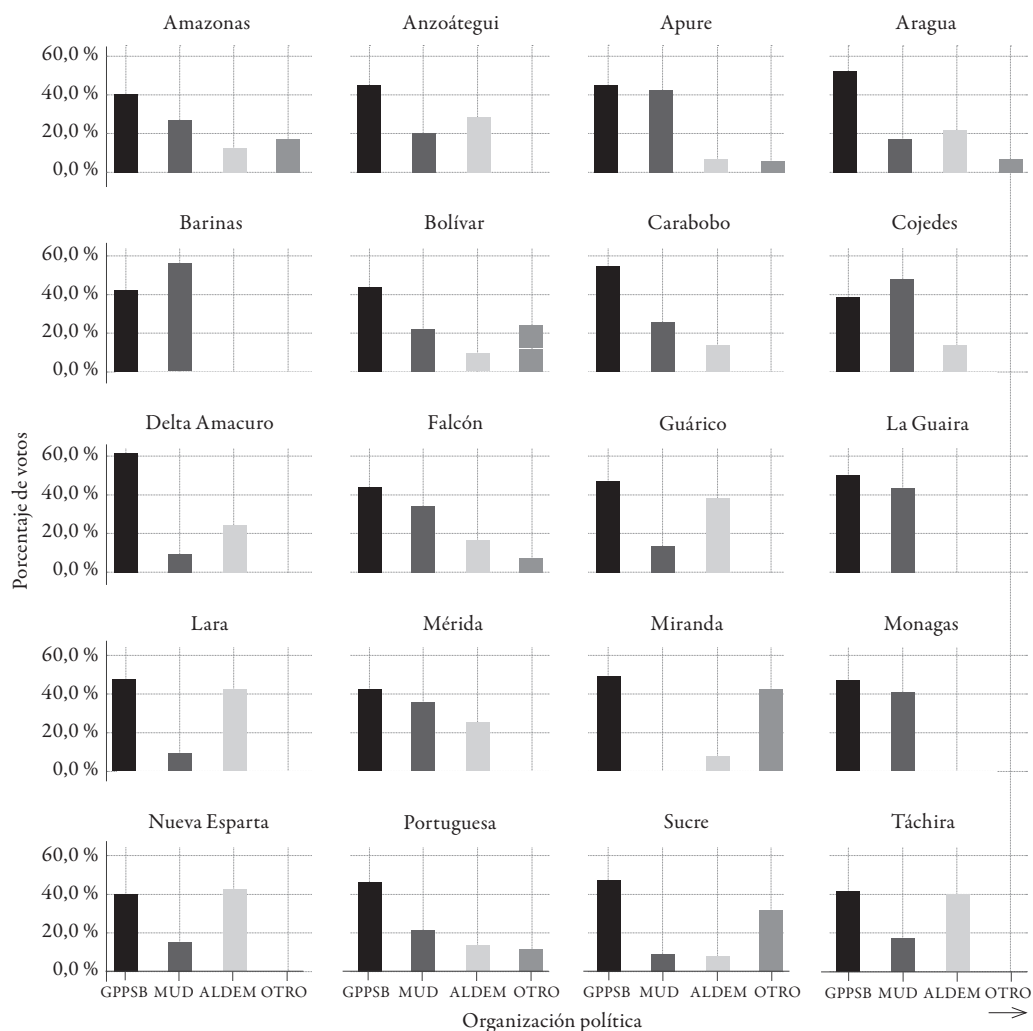 Amazonas Anzoátegui Apure Aragua
60,0 %
40,0 %
20,0 %
0,0 %
Barinas Bolívar Carabobo Cojedes
60,0 %
40,0 %
20,0 %
0,0 %
Delta Amacuro Falcón Guárico La Guaira
60,0 %
40,0 %
20,0 %
0,0 %
Porcentaje de votos
Lara Mérida Miranda Monagas
60,0 %
40,0 %
20,0 %
0,0 %
Nueva Esparta Portuguesa Sucre Táchira
60,0 %
40,0 %
20,0 %
0,0 %
GPPSB MUD ALDEM OTRO GPPSB MUD ALDEM OTRO GPPSB MUD ALDEM OTRO GPPSB MUD ALDEM OTRO
Organización política